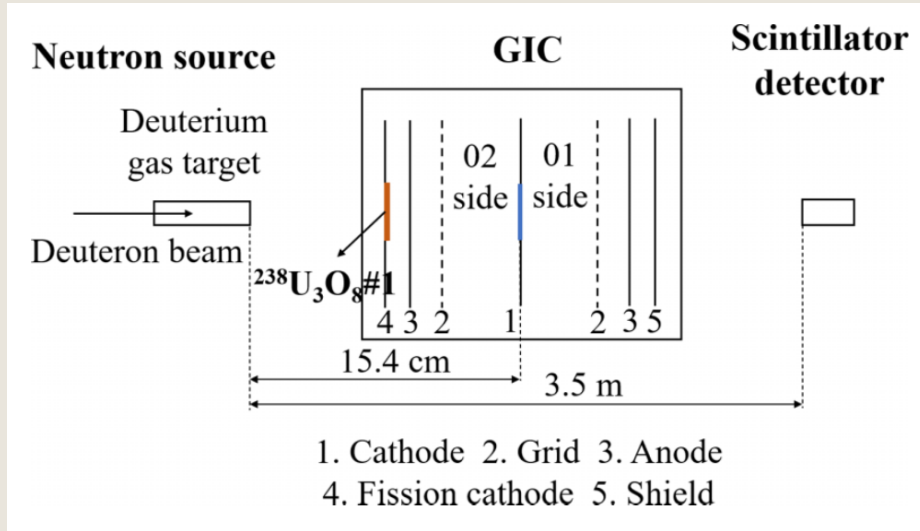 Neutron source
GIC
Scintillator
detector
Deuterium
gas target
02
side
01
side
Deuteron beam
²³⁸U₃O₈#1
4 3 2 1 2 3 5
15.4 cm
3.5 m
1. Cathode 2. Grid 3. Anode
4. Fission cathode 5. Shield